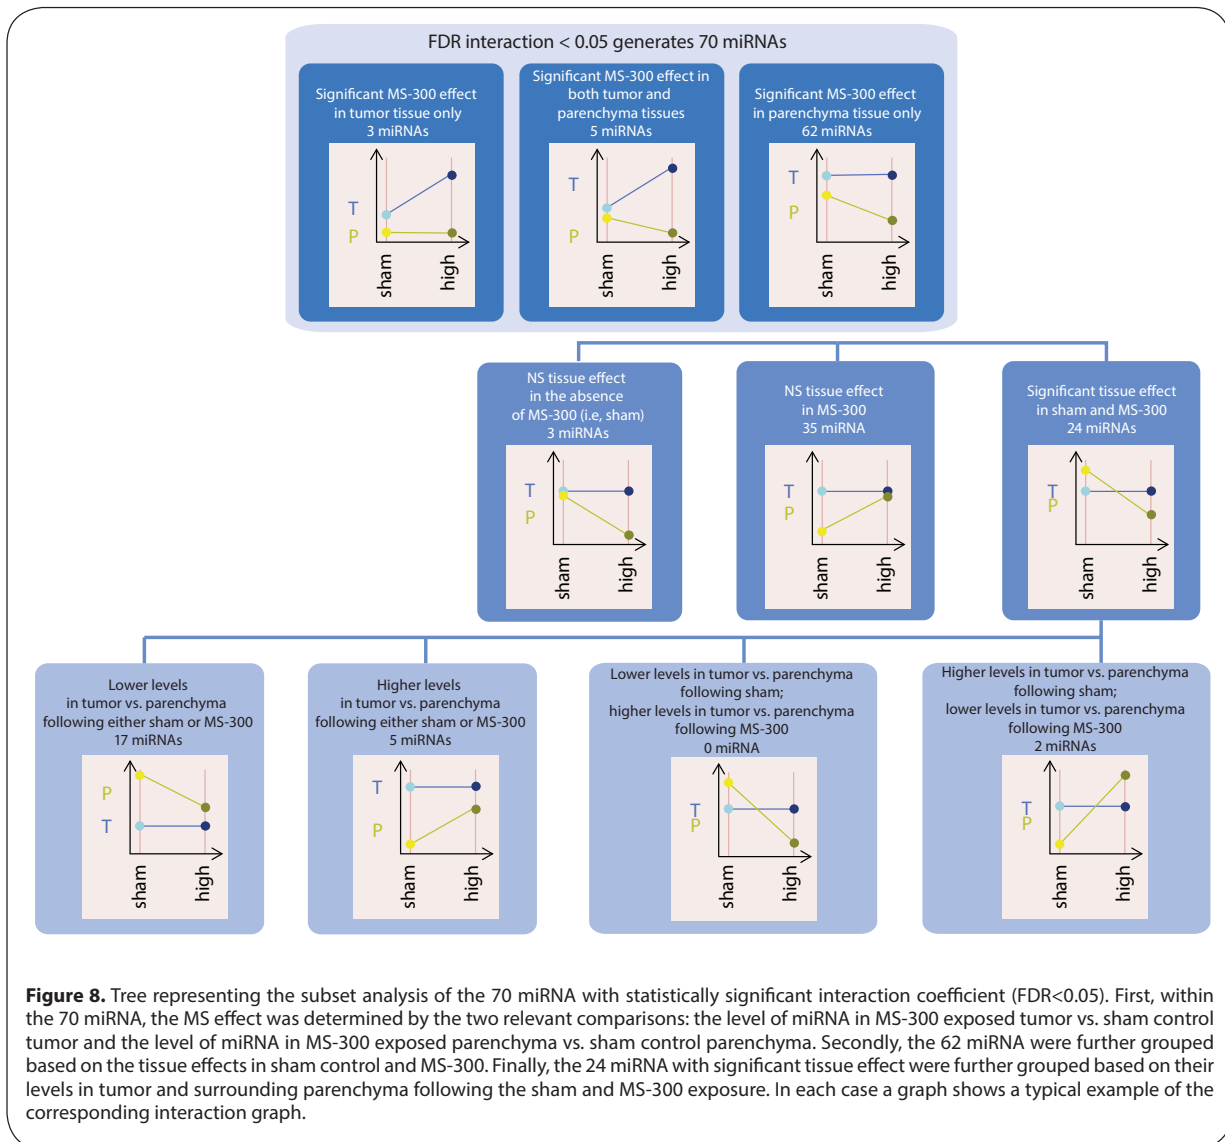 FDR interaction < 0.05 generates 70 miRNAs
Significant MS-300 effect
in tumor tissue only
3 miRNAs
T
P
sham
high
Significant MS-300 effect in
both tumor and
parenchyma tissues
5 miRNAs
T
P
sham
high
Significant MS-300 effect
in parenchyma tissue only
62 miRNAs
T
P
sham
high
NS tissue effect
in the absence
of MS-300 (i.e, sham)
3 miRNAs
T
P
sham
high
NS tissue effect
in MS-300
35 miRNA
T
P
sham
high
Significant tissue effect
in sham and MS-300
24 miRNAs
T
P
sham
high
Lower levels
in tumor vs. parenchyma
following either sham or MS-300
17 miRNAs
P
T
sham
high
Higher levels
in tumor vs. parenchyma
following either sham or MS-300
5 miRNAs
T
P
sham
high
Lower levels in tumor vs. parenchyma
following sham;
higher levels in tumor vs. parenchyma
following MS-300
0 miRNA
T
P
sham
high
Higher levels in tumor vs. parenchyma
following sham;
lower levels in tumor vs. parenchyma
following MS-300
2 miRNAs
T
P
sham
high
Figure 8. Tree representing the subset analysis of the 70 miRNA with statistically significant interaction coefficient (FDR<0.05). First, within
the 70 miRNA, the MS effect was determined by the two relevant comparisons: the level of miRNA in MS-300 exposed tumor vs. sham control
tumor and the level of miRNA in MS-300 exposed parenchyma vs. sham control parenchyma. Secondly, the 62 miRNA were further grouped
based on the tissue effects in sham control and MS-300. Finally, the 24 miRNA with significant tissue effect were further grouped based on their
levels in tumor and surrounding parenchyma following the sham and MS-300 exposure. In each case a graph shows a typical example of the
corresponding interaction graph.